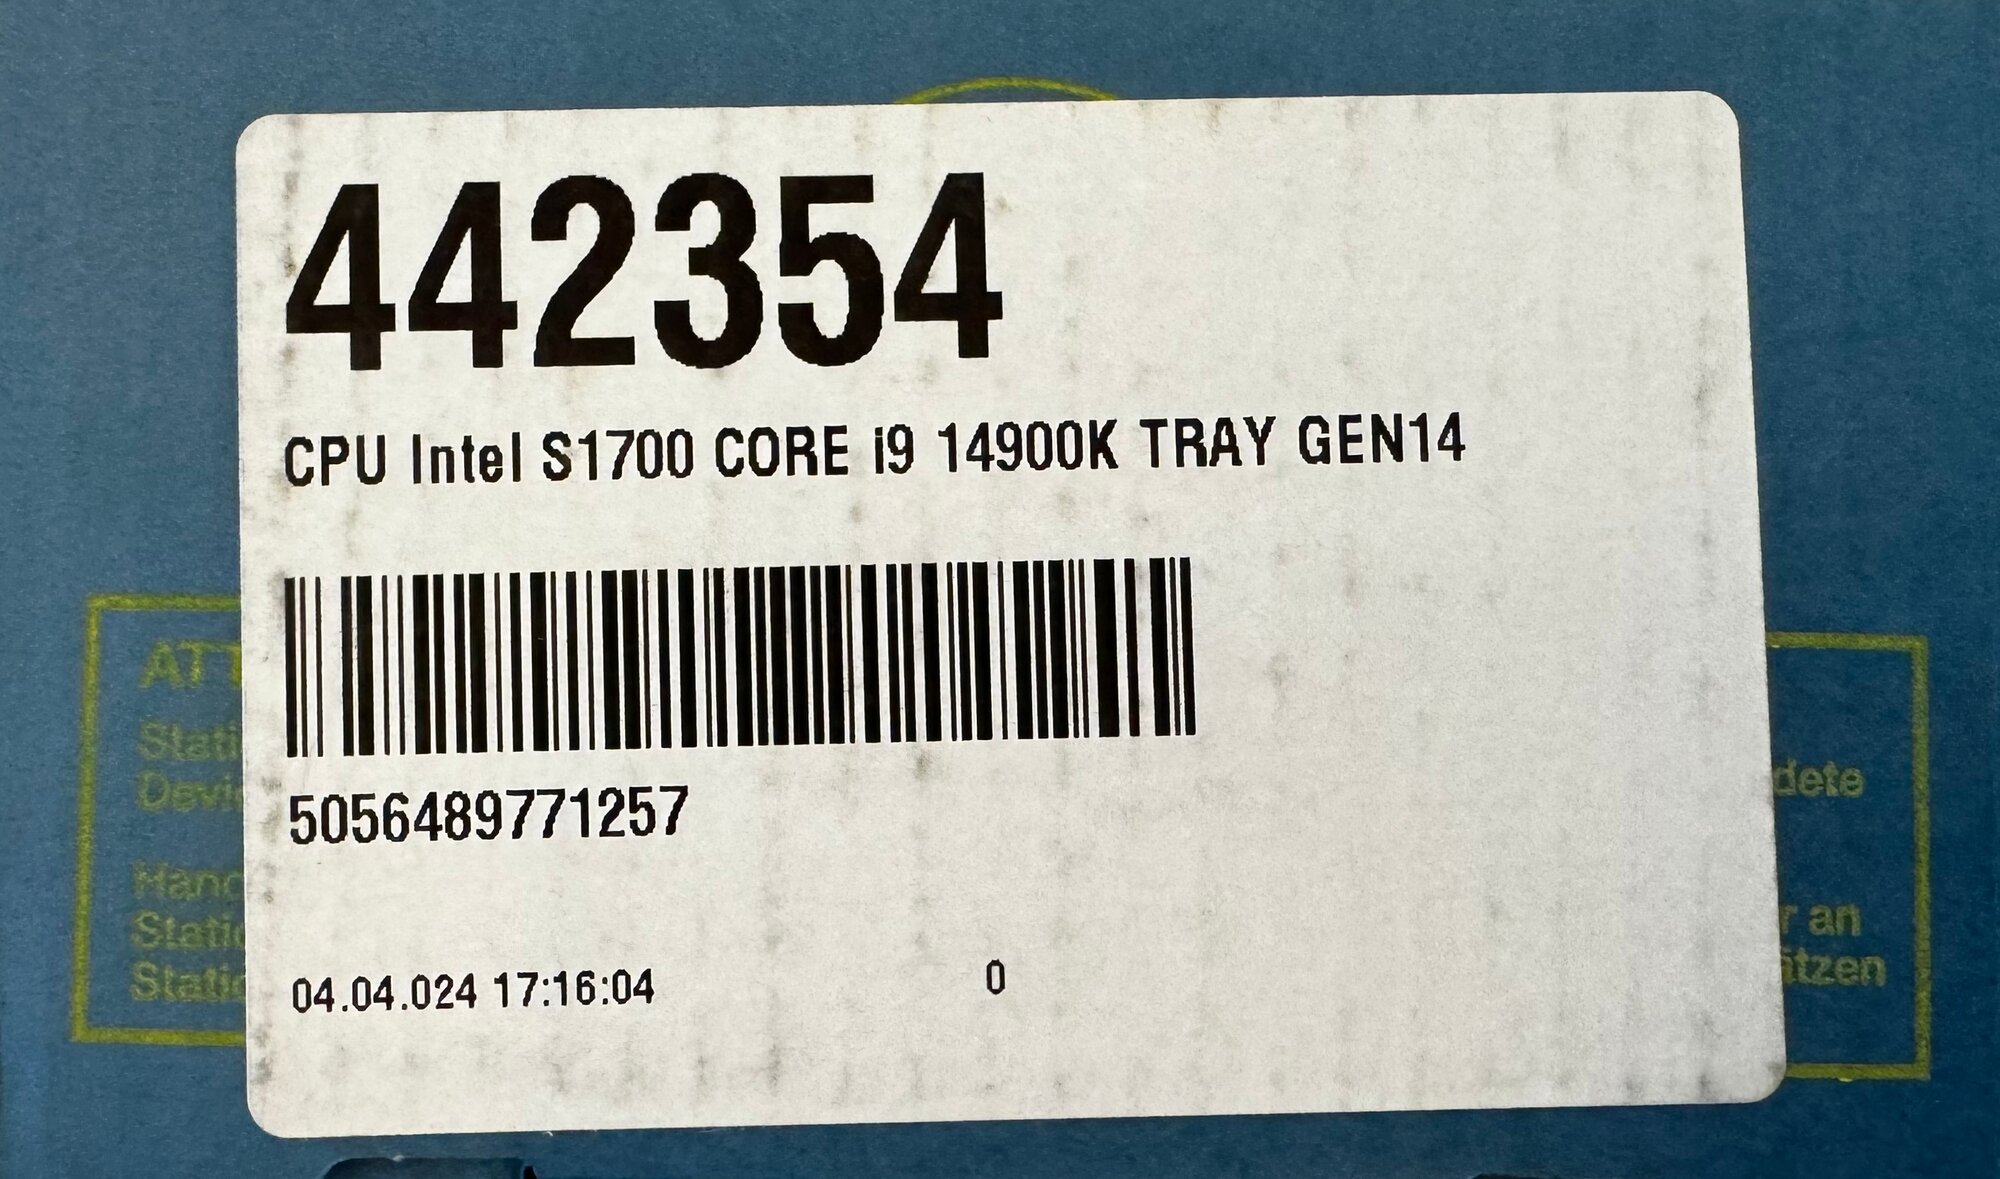 442354
CPU Intel S1700 CORE i9 14900K TRAY GEN14
5056489771257
04.04.024 17:16:04 0
dete
an